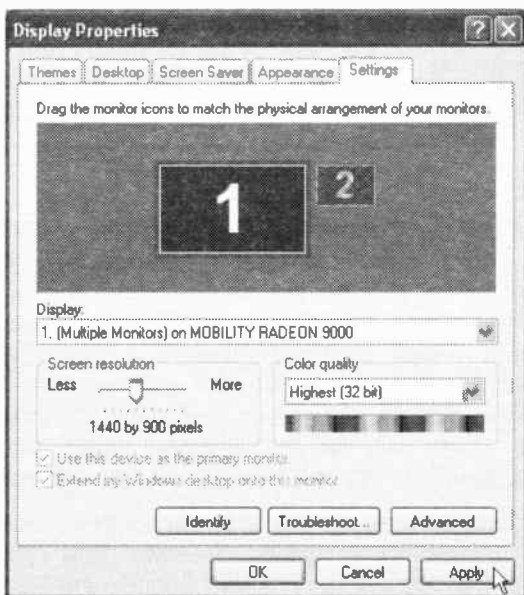 Display Properties
Themes Desktop Screen Saver Appearance Settings
Drag the monitor icons to match the physical arrangement of your monitors.
1 2
Display:
1. (Multiple Monitors) on MOBILITY RADEON 9000
Screen resolution
Less More
1440 by 900 pixels
Color quality
Highest (32 bit)
Use this device as the primary monitor.
Extend my Windows desktop onto this monitor.
Identify Troubleshoot... Advanced
OK Cancel Apply